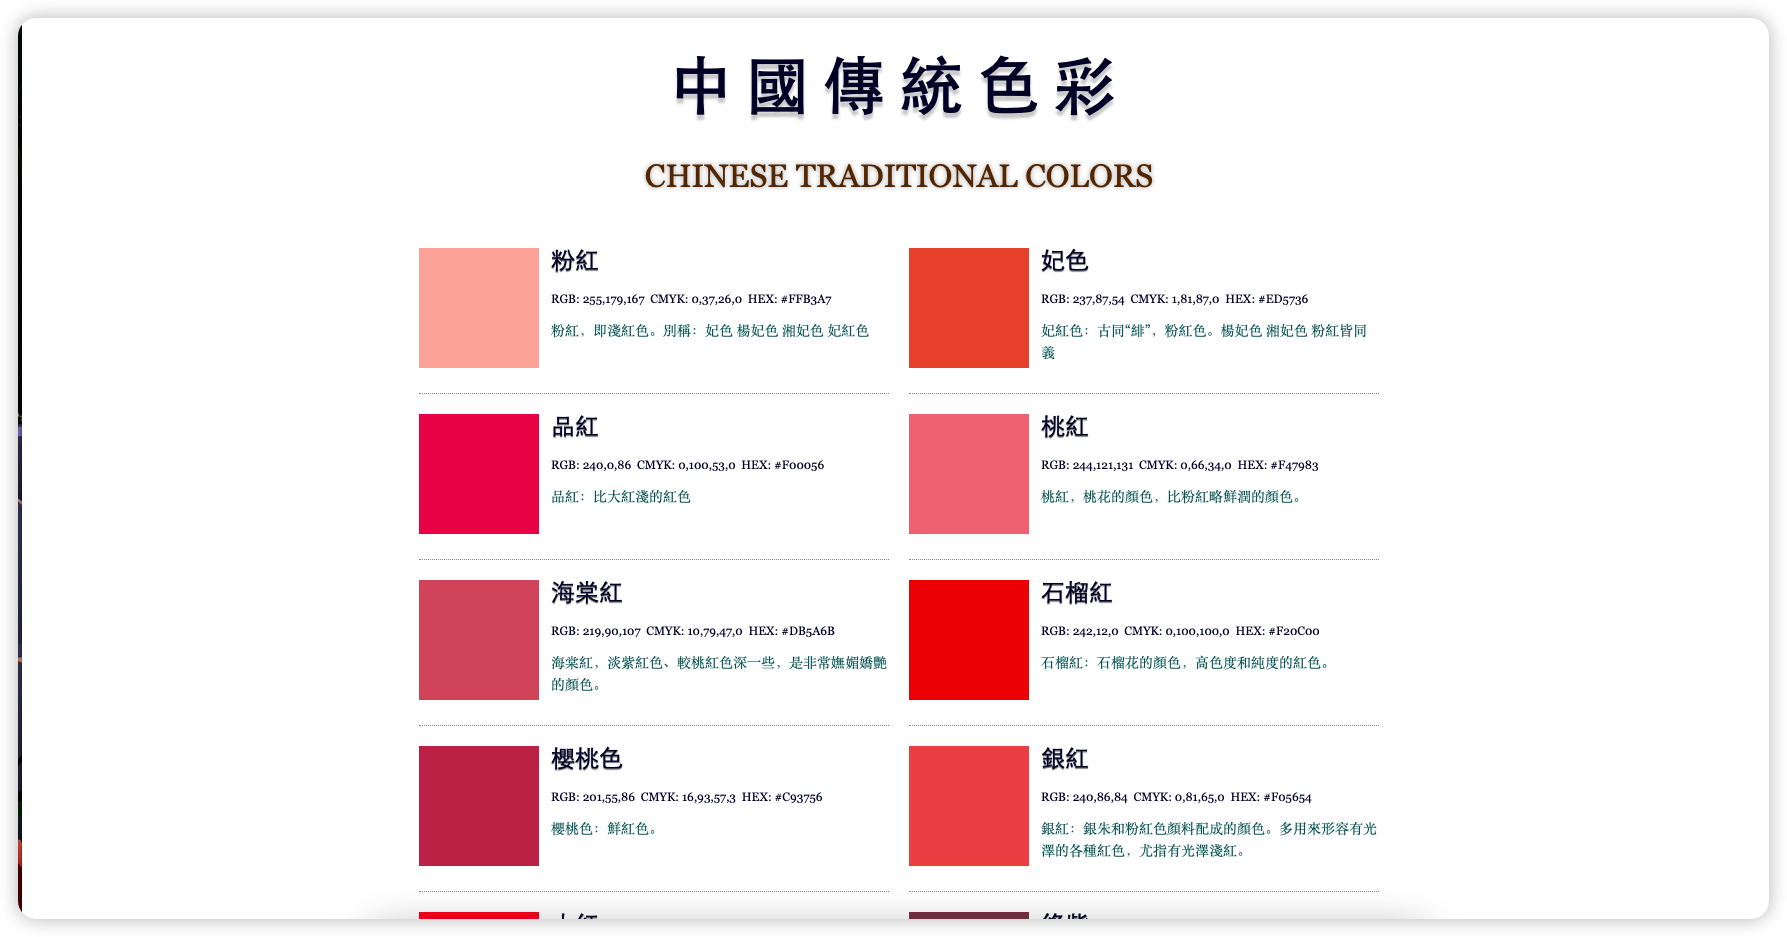 中國傳統色彩
CHINESE TRADITIONAL COLORS
粉紅
RGB: 255,179,167 CMYK: 0,37,26,0 HEX: #FFB3A7
粉紅，即淺紅色。別稱：妃色 楊妃色 湘妃色 妃紅色
妃色
RGB: 237,87,54 CMYK: 1,81,87,0 HEX: #ED5736
妃紅色：古同“緋”，粉紅色。楊妃色 湘妃色 粉紅皆同
義
品紅
RGB: 240,0,86 CMYK: 0,100,53,0 HEX: #F00056
品紅：比大紅淺的紅色
桃紅
RGB: 244,121,131 CMYK: 0,66,34,0 HEX: #F47983
桃紅，桃花的顏色，比粉紅略鮮潤的顏色。
海棠紅
RGB: 219,90,107 CMYK: 10,79,47,0 HEX: #DB5A6B
海棠紅，淡紫紅色、較桃紅色深一些，是非常嫵媚嬌艷
的顏色。
石榴紅
RGB: 242,12,0 CMYK: 0,100,100,0 HEX: #F20C00
石榴紅：石榴花的顏色，高色度和純度的紅色。
櫻桃色
RGB: 201,55,86 CMYK: 16,93,57,3 HEX: #C93756
櫻桃色：鮮紅色。
銀紅
RGB: 240,86,84 CMYK: 0,81,65,0 HEX: #F05654
銀紅：銀朱和粉紅色顏料配成的顏色。多用來形容有光
澤的各種紅色，尤指有光澤淺紅。